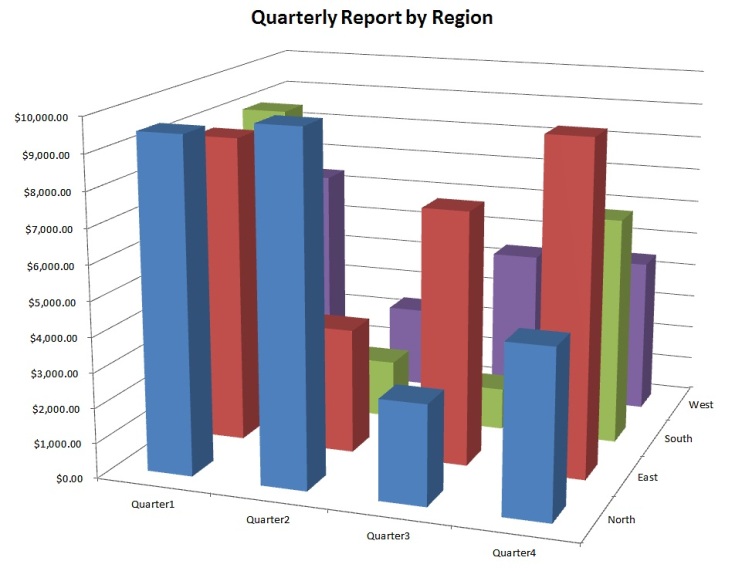 Quarterly Report by Region
$10,000.00
$9,000.00
$8,000.00
$7,000.00
$6,000.00
$5,000.00
$4,000.00
$3,000.00
$2,000.00
$1,000.00
$0.00
Quarter1
Quarter2
Quarter3
Quarter4
West
South
East
North